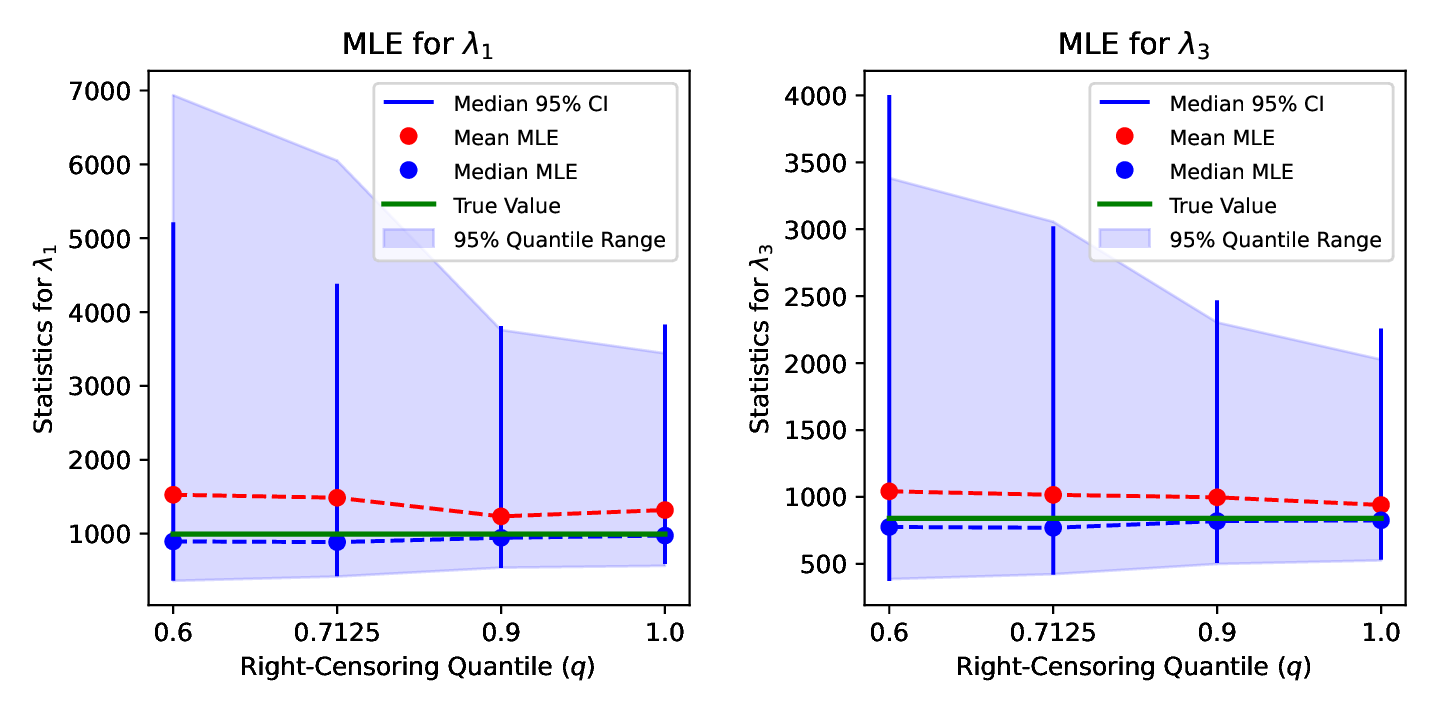 MLE for λ₁
Statistics for λ₁
7000
6000
5000
4000
3000
2000
1000
Median 95% CI
Mean MLE
Median MLE
True Value
95% Quantile Range
0.6 0.7125 0.9 1.0
Right-Censoring Quantile (q)
MLE for λ₃
Statistics for λ₃
4000
3500
3000
2500
2000
1500
1000
500
Median 95% CI
Mean MLE
Median MLE
True Value
95% Quantile Range
0.6 0.7125 0.9 1.0
Right-Censoring Quantile (q)